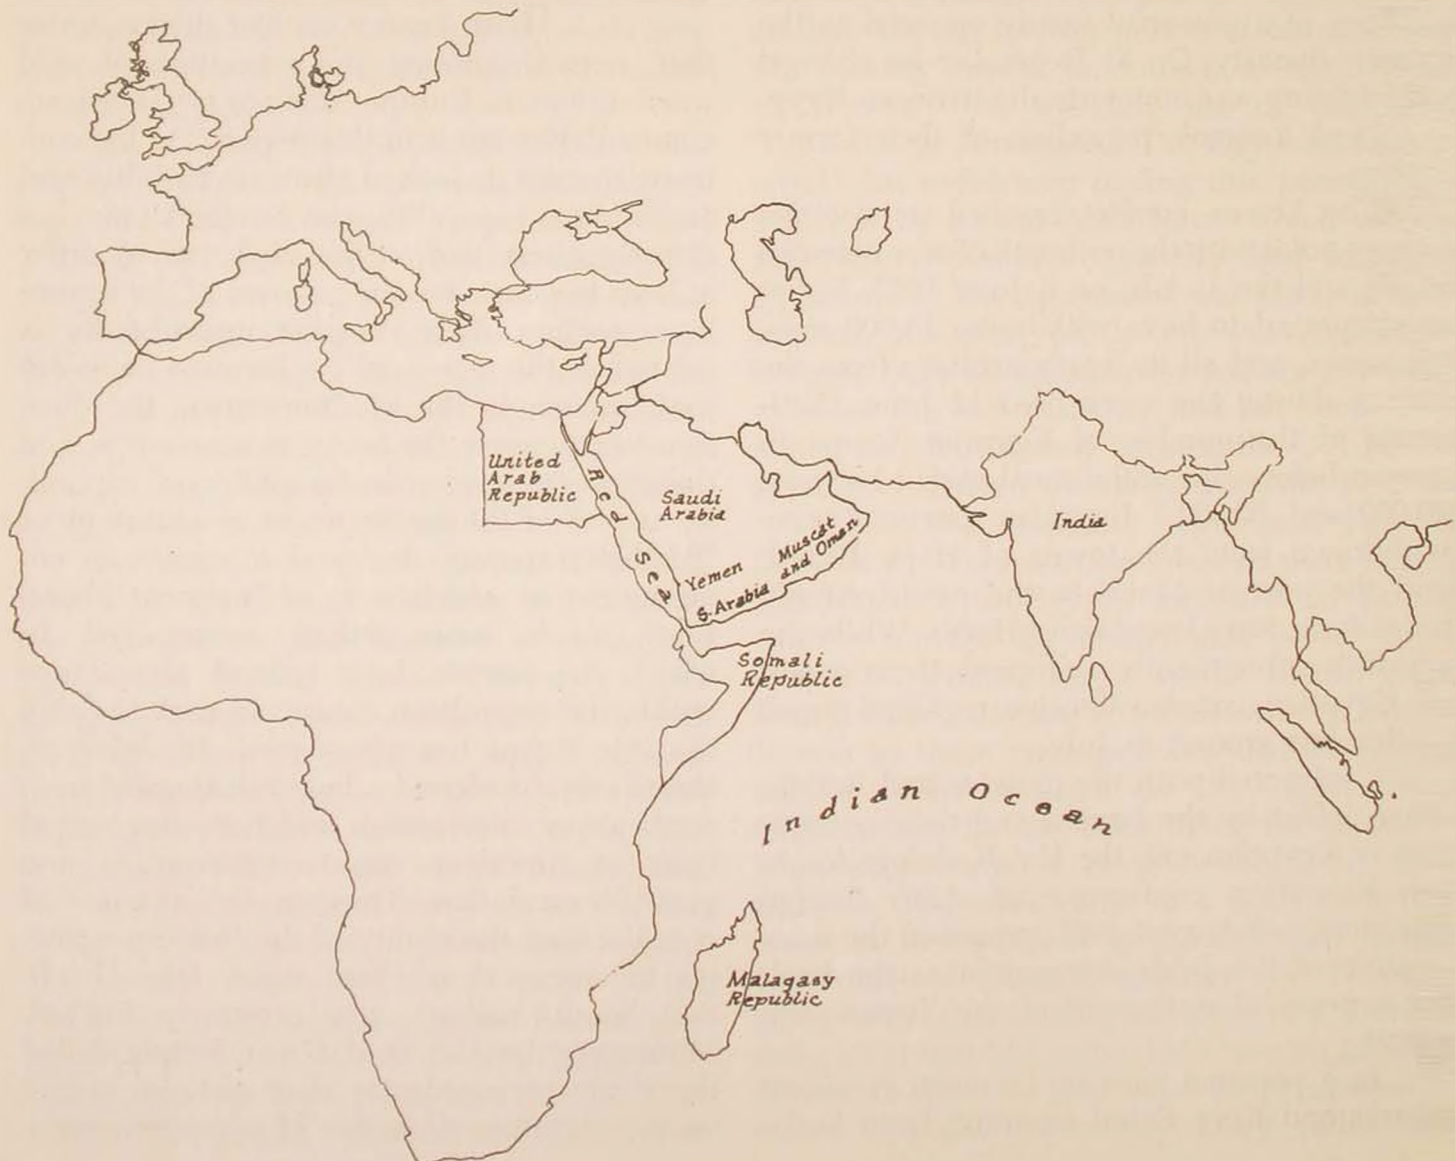 United
Arab
Republic
Red Sea
Saudi
Arabia
Yemen
S. Arabia
Muscat
and Oman
India
Somali
Republic
Indian Ocean
Malagasy
Republic